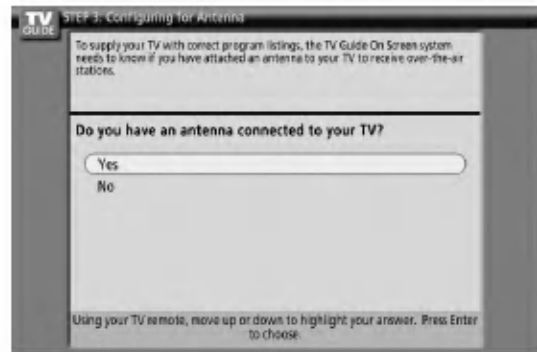 TV
GUIDE
STEP 3: Configuring for Antenna
To supply your TV with correct program listings, the TV Guide On Screen system
needs to know if you have attached an antenna to your TV to receive over-the-air
stations.
Do you have an antenna connected to your TV?
Yes
No
Using your TV remote, move up or down to highlight your answer. Press Enter
to choose.